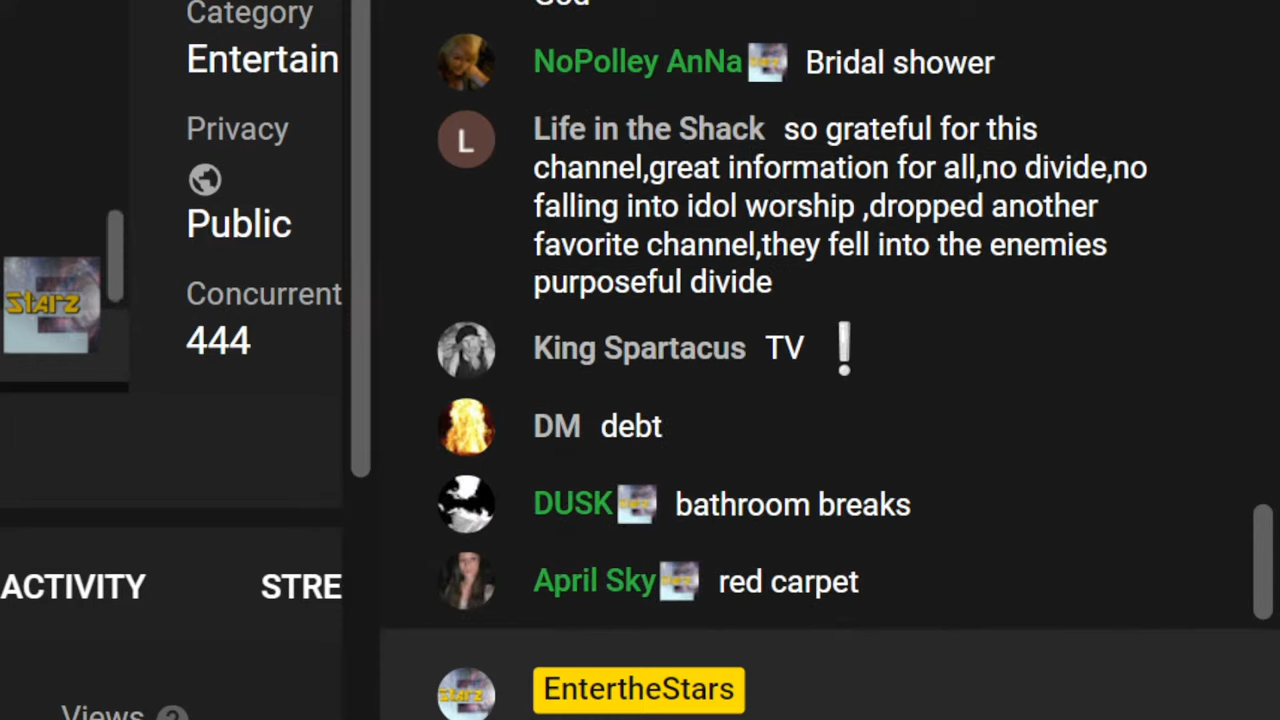 Category
Entertain
Privacy
Public
Concurrent
444
Starz
ACTIVITY STRE
Views ?
God
NoPolley AnNa Bridal shower
L Life in the Shack so grateful for this
channel,great information for all,no divide,no
falling into idol worship ,dropped another
favorite channel,they fell into the enemies
purposeful divide
King Spartacus TV ❕
DM debt
DUSK bathroom breaks
April Sky red carpet
Starz EntertheStars